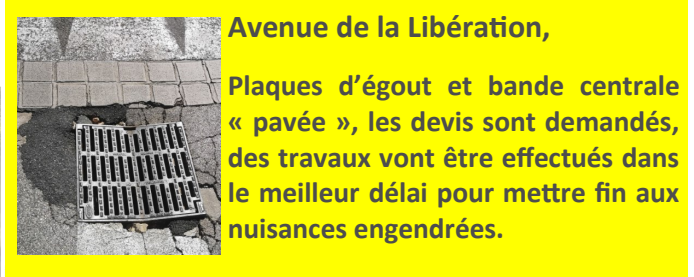 Avenue de la Libération,
Plaques d’égout et bande centrale
« pavée », les devis sont demandés,
des travaux vont être effectués dans
le meilleur délai pour mettre fin aux
nuisances engendrées.